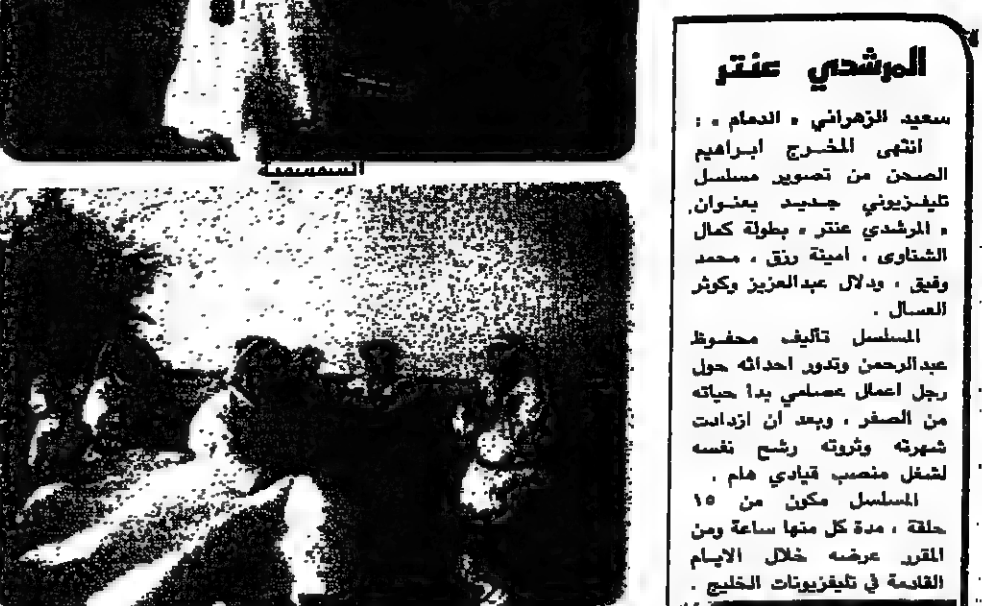 المرشدي عنتر
سعيد الزهراني « الدمام » :
انتهى المخرج ابراهيم
الصحن من تصوير مسلسل
تليفزيوني جديد بعنوان
« المرشدي عنتر » بطولة كمال
الشناوى ، امينة رزق ، محمد
وفيق ، ودلال عبدالعزيز وكوثر
العسال .
المسلسل تأليف محفوظ
عبدالرحمن وتدور احداثه حول
رجل اعمال عصامي بدا حياته
من الصفر ، وبعد ان ازدادت
شهرته وثروته رشح نفسه
لشغل منصب قيادي هام .
المسلسل مكون من ١٥
حلقة ، مدة كل منها ساعة ومن
المقرر عرضه خلال الايام
القادمة في تليفزيونات الخليج .
السمسمية